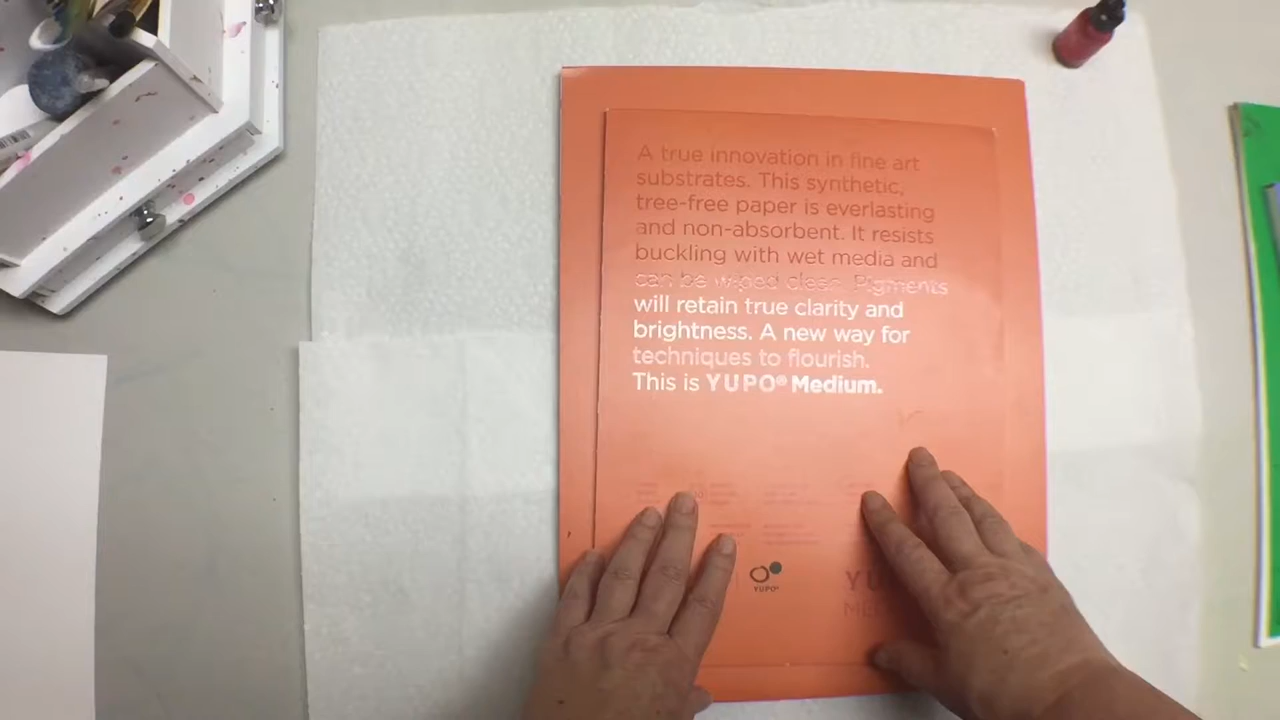 A true innovation in fine art
substrates. This synthetic,
tree-free paper is everlasting
and non-absorbent. It resists
buckling with wet media and
can be wiped clean. Pigments
will retain true clarity and
brightness. A new way for
techniques to flourish.
This is YUPO® Medium.
YUPO®
YU
ME